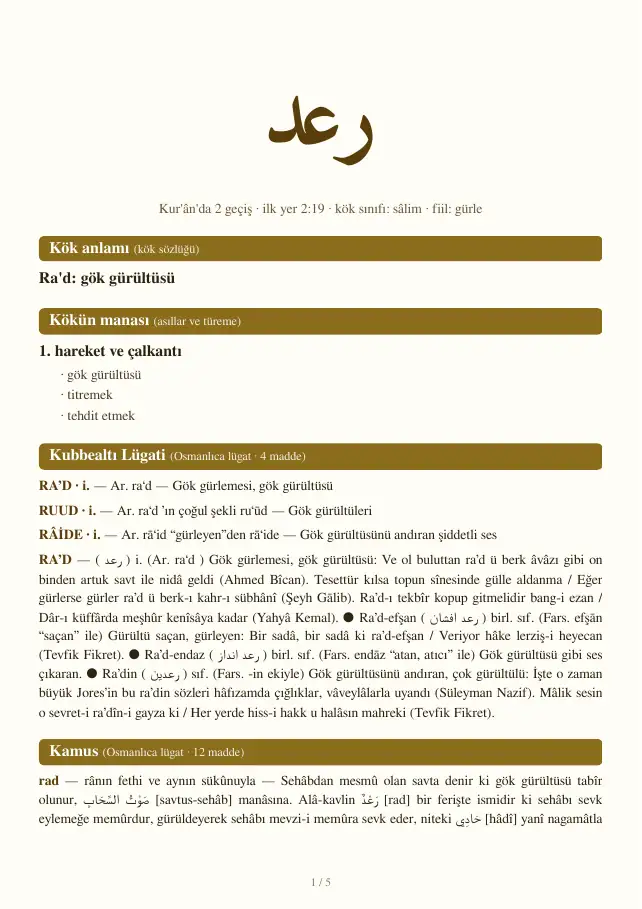 رعد
Kur'ân'da 2 geçiş · ilk yer 2:19 · kök sınıfı: sâlim · fiil: gürle
Kök anlamı (kök sözlüğü)
Ra'd: gök gürültüsü
Kökün manası (asıllar ve türeme)
1. hareket ve çalkantı
· gök gürültüsü
· titremek
· tehdit etmek
Kubbealtı Lügati (Osmanlıca lügat · 4 madde)
RA’D · i. — Ar. ra‘d — Gök gürlemesi, gök gürültüsü
RUUD · i. — Ar. ra‘d ’ın çoğul şekli ru‘ūd — Gök gürültüleri
RÂİDE · i. — Ar. rā‘id “gürleyen”den rā‘ide — Gök gürültüsünü andıran şiddetli ses
RA’D — ( رعد ) i. (Ar. ra‘d ) Gök gürlemesi, gök gürültüsü: Ve ol buluttan ra’d ü berk âvâzı gibi on
binden artuk savt ile nidâ geldi (Ahmed Bîcan). Tesettür kılsa topun sînesinde gülle aldanma / Eğer
gürlerse gürler ra’d ü berk-ı kahr-ı sübhânî (Şeyh Gālib). Ra’d-ı tekbîr kopup gitmelidir bang-i ezan /
Dâr-ı küffârda meşhûr kenîsâya kadar (Yahyâ Kemal). ● Ra’d-efşan ( رعد افشان ) birl. sıf. (Fars. efşān
“saçan” ile) Gürültü saçan, gürleyen: Bir sadâ, bir sadâ ki ra’d-efşan / Veriyor hâke lerziş-i heyecan
(Tevfik Fikret). ● Ra’d-endaz ( رعد انداز ) birl. sıf. (Fars. endāz “atan, atıcı” ile) Gök gürültüsü gibi ses
çıkaran. ● Ra’din ( رعدين ) sıf. (Fars. -in ekiyle) Gök gürültüsünü andıran, çok gürültülü: İşte o zaman
büyük Jores’in bu ra’din sözleri hâfızamda çığlıklar, vâveylâlarla uyandı (Süleyman Nazif). Mâlik sesin
o sevret-i ra’dîn-i gayza ki / Her yerde hiss-i hakk u halâsın mahreki (Tevfik Fikret).
Kamus (Osmanlıca lügat · 12 madde)
rad — rânın fethi ve aynın sükûnuyla — Sehâbdan mesmû olan savta denir ki gök gürültüsü tabîr
olunur, صَوْتُ السَّحَابِ [savtus-sehâb] manâsına. Alâ-kavlin رَعْدٌ [rad] bir ferişte ismidir ki sehâbı sevk
eylemeğe memûrdur, gürüldeyerek sehâbı mevzi-i memûra sevk eder, niteki حَادِي [hâdî] yanî nagamâtla
1 / 5